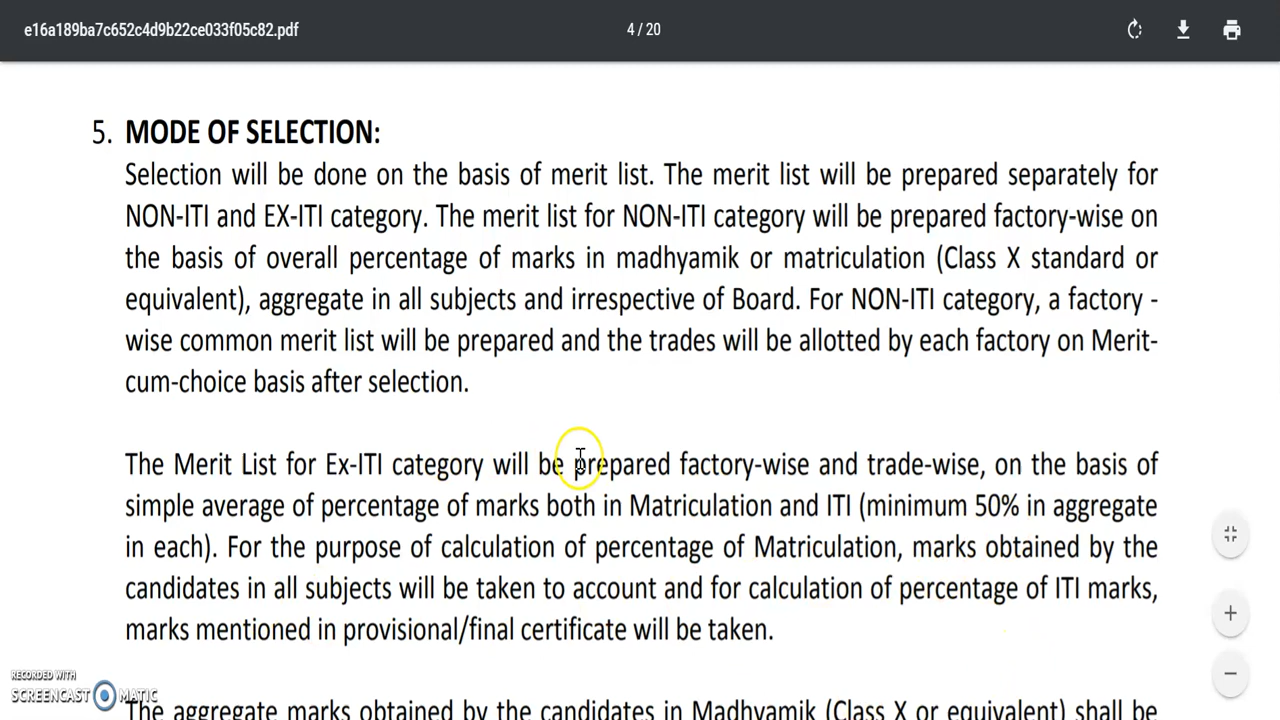 e16a189ba7c652c4d9b22ce033f05c82.pdf
4 / 20
5. MODE OF SELECTION:
Selection will be done on the basis of merit list. The merit list will be prepared separately for
NON-ITI and EX-ITI category. The merit list for NON-ITI category will be prepared factory-wise on
the basis of overall percentage of marks in madhyamik or matriculation (Class X standard or
equivalent), aggregate in all subjects and irrespective of Board. For NON-ITI category, a factory -
wise common merit list will be prepared and the trades will be allotted by each factory on Merit-
cum-choice basis after selection.
The Merit List for Ex-ITI category will be prepared factory-wise and trade-wise, on the basis of
simple average of percentage of marks both in Matriculation and ITI (minimum 50% in aggregate
in each). For the purpose of calculation of percentage of Matriculation, marks obtained by the
candidates in all subjects will be taken to account and for calculation of percentage of ITI marks,
marks mentioned in provisional/final certificate will be taken.
RECORDED WITH
SCREENCAST MATIC
The aggregate marks obtained by the candidates in Madhyamik (Class X or equivalent) shall be